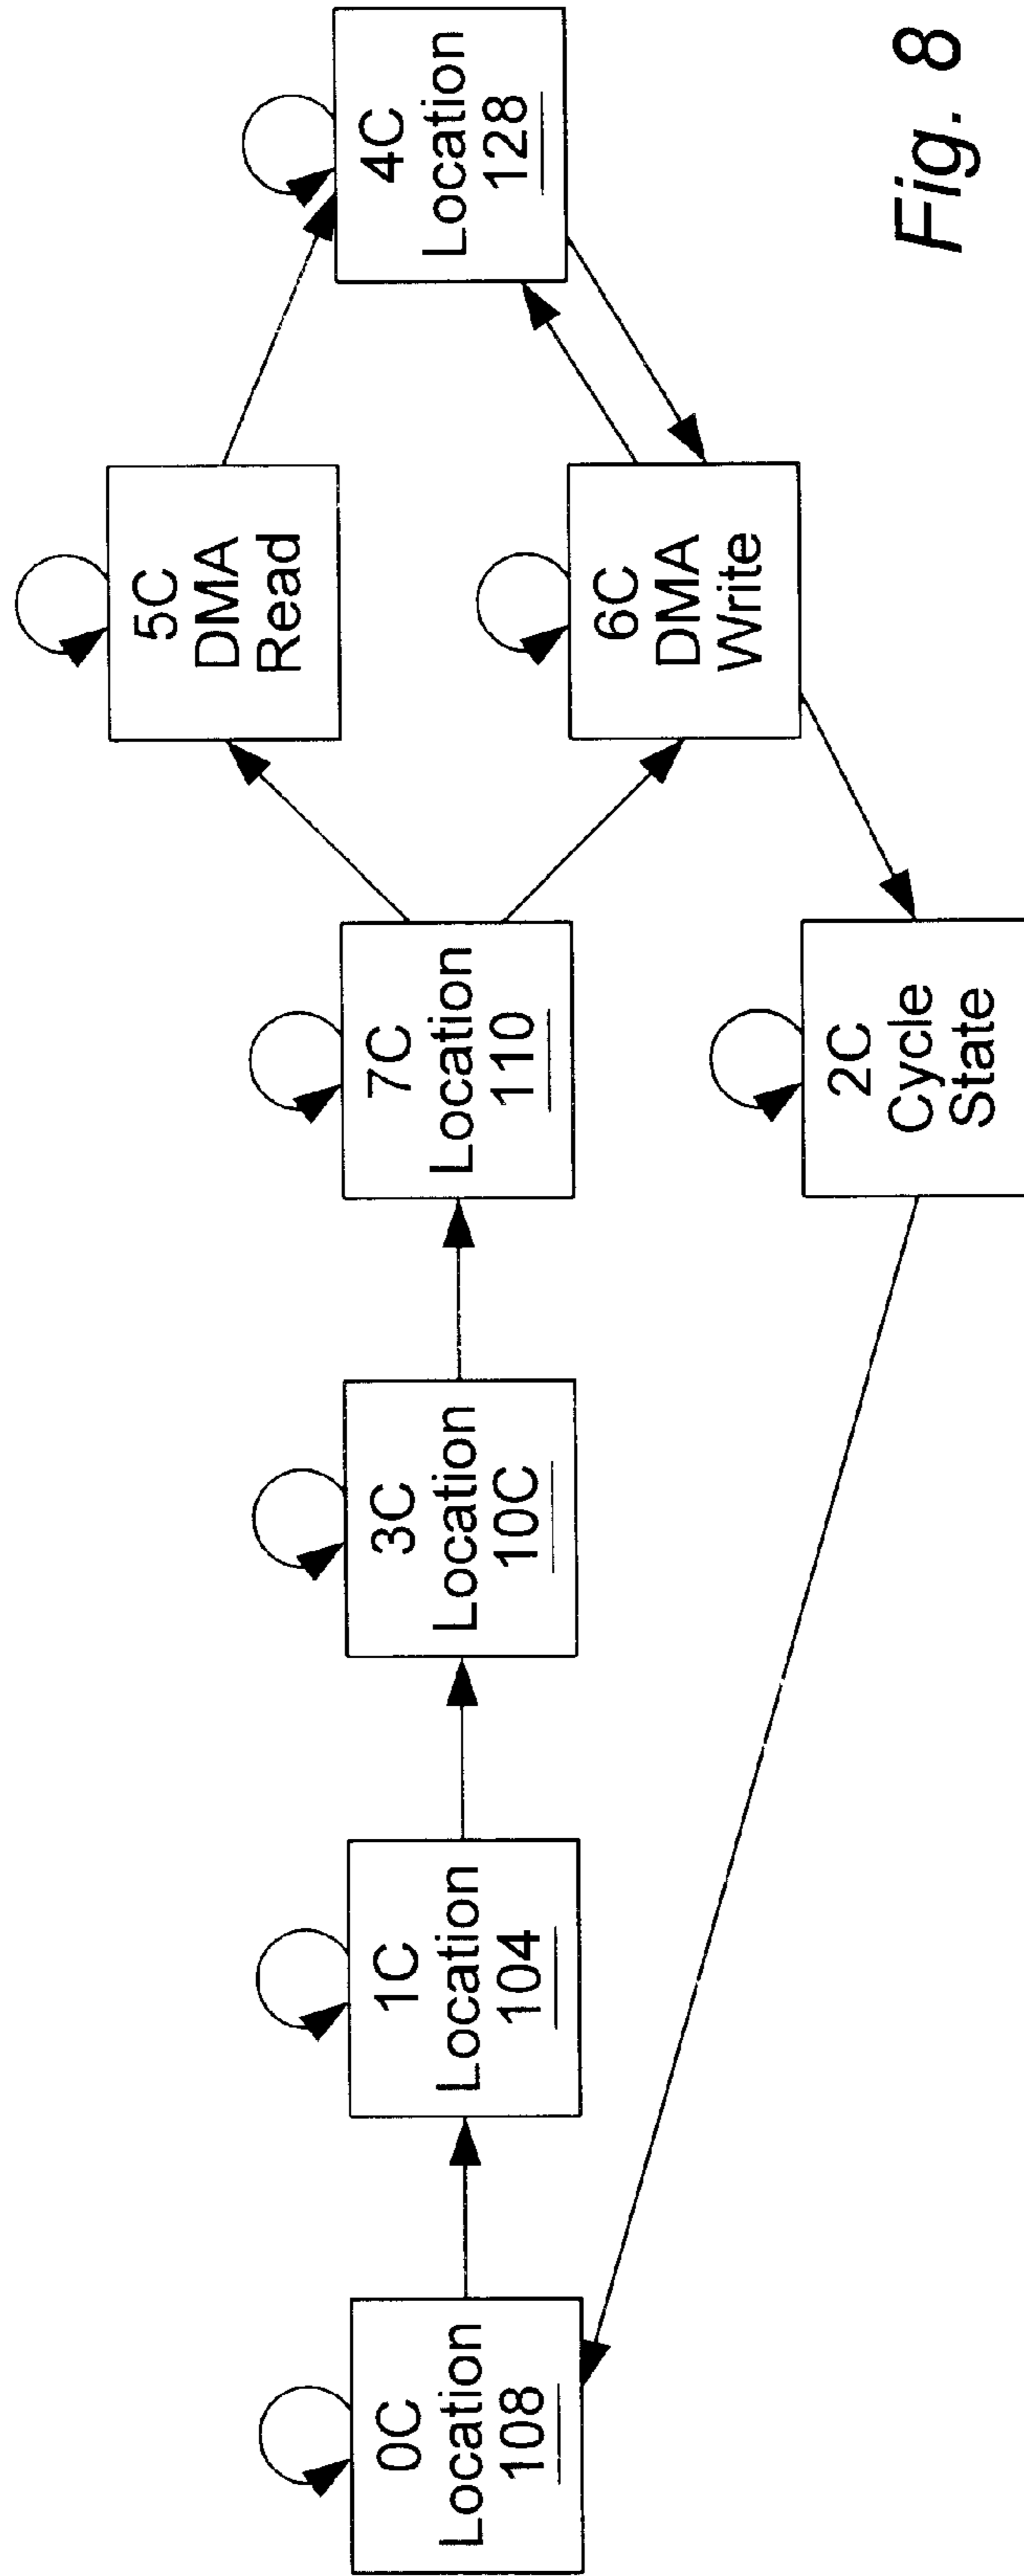 0C
Location
108
1C
Location
104
3C
Location
10C
7C
Location
110
5C
DMA
Read
6C
DMA
Write
4C
Location
128
2C
Cycle
State
Fig. 8